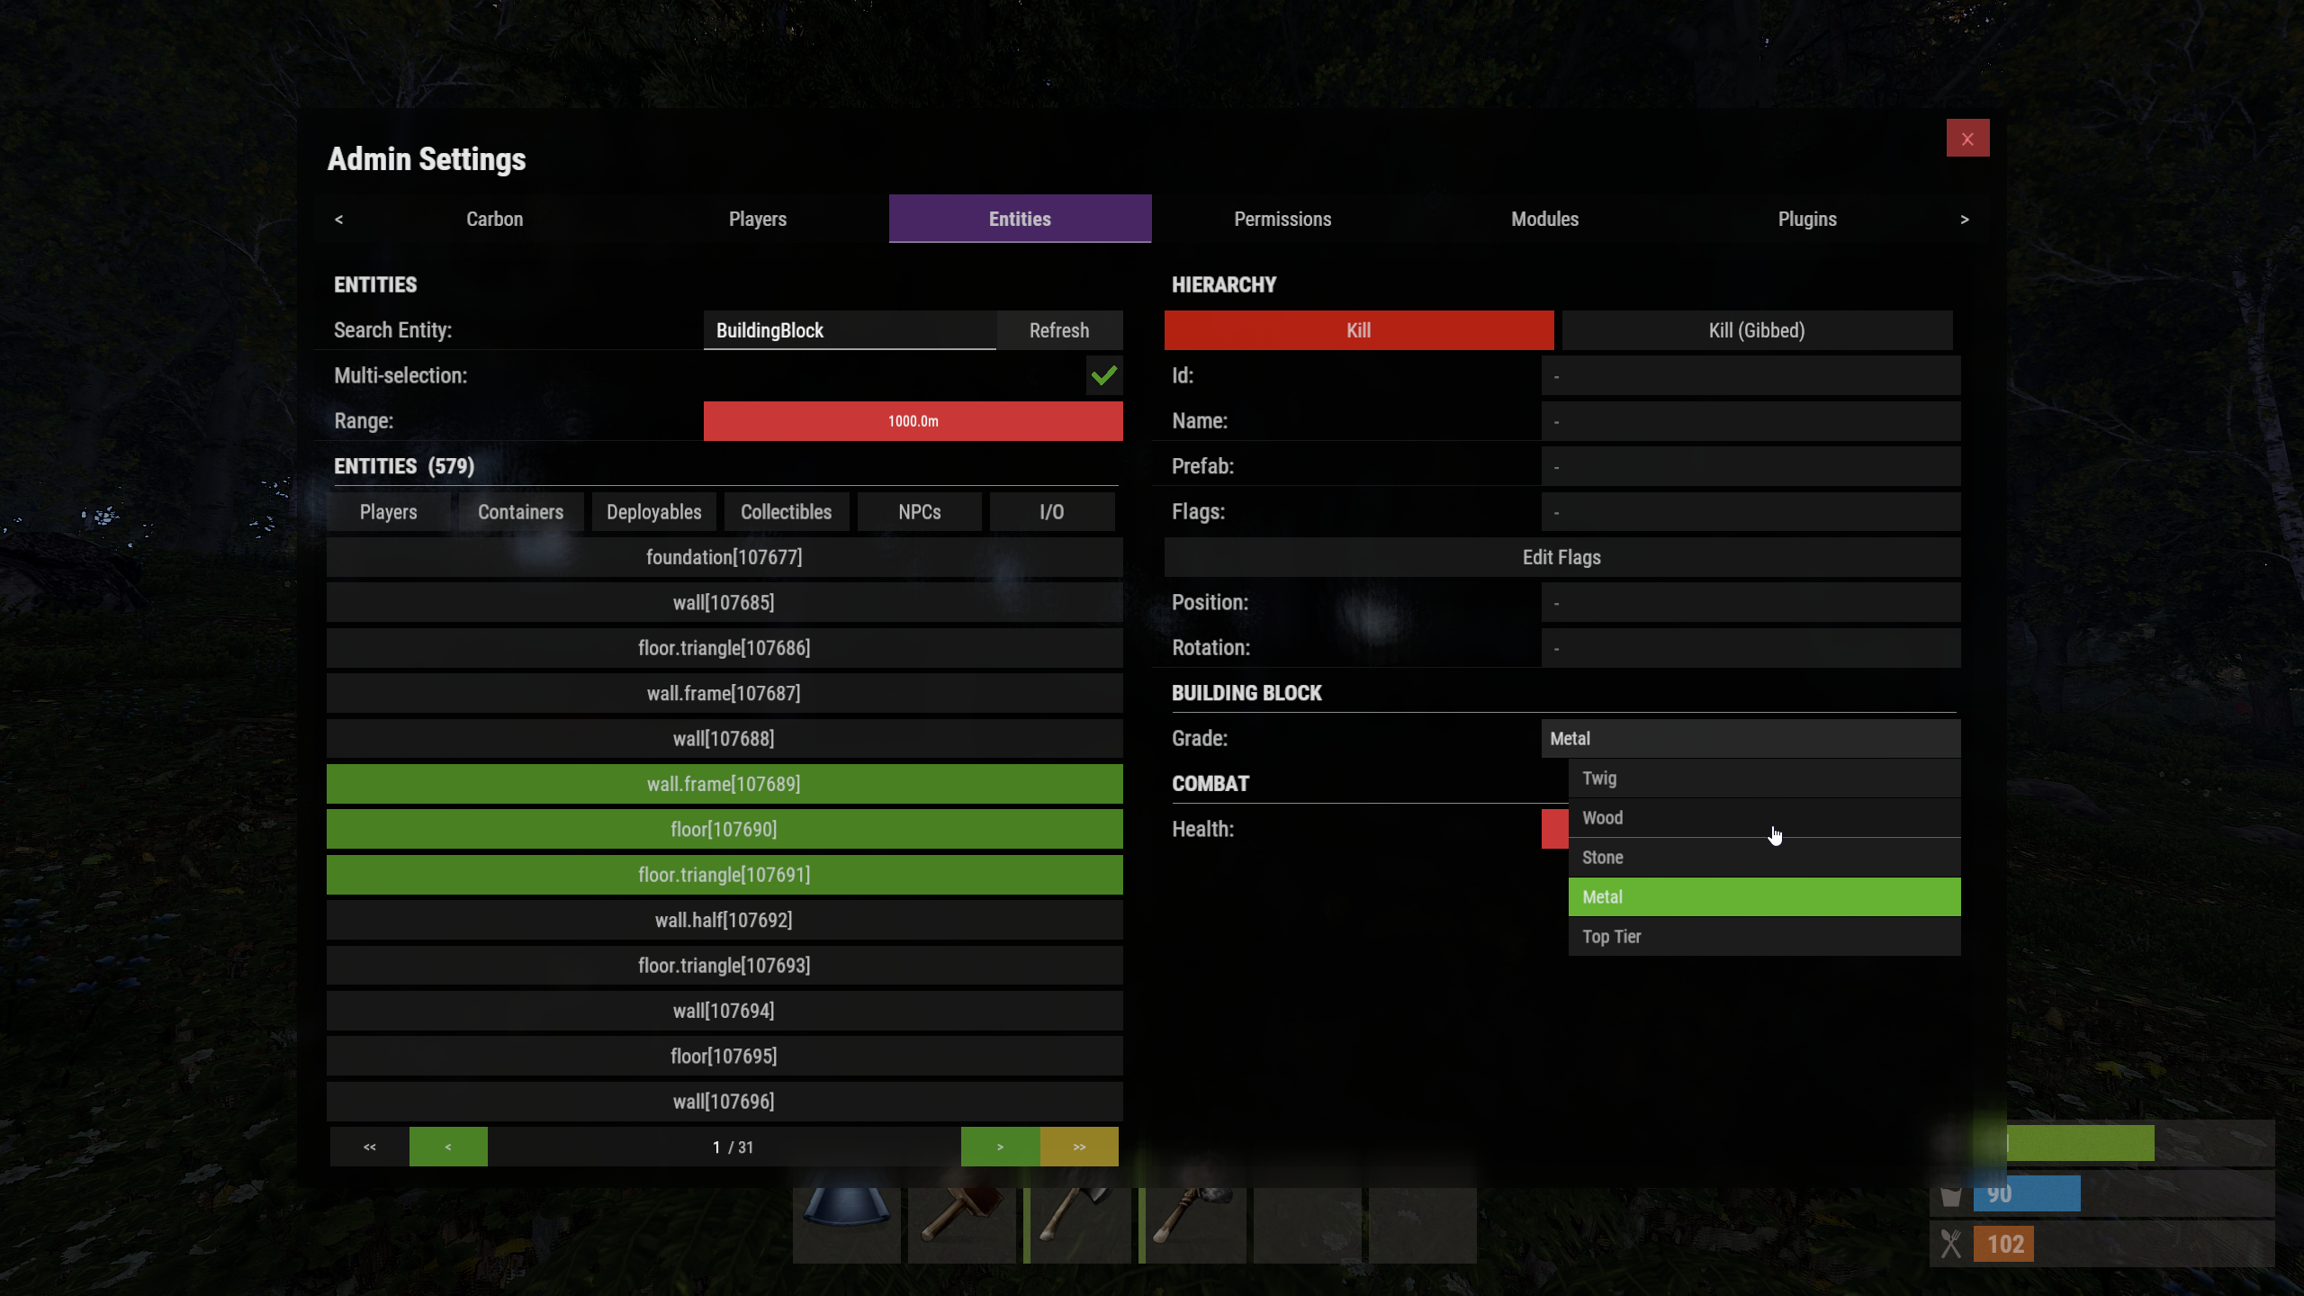 Admin Settings
X
< Carbon Players Entities Permissions Modules Plugins >
ENTITIES
Search Entity: BuildingBlock Refresh
Multi-selection:
Range: 1000.0m
ENTITIES (579)
Players Containers Deployables Collectibles NPCs I/O
foundation[107677]
wall[107685]
floor.triangle[107686]
wall.frame[107687]
wall[107688]
wall.frame[107689]
floor[107690]
floor.triangle[107691]
wall.half[107692]
floor.triangle[107693]
wall[107694]
floor[107695]
wall[107696]
<< < 1 / 31 > >>
HIERARCHY
Kill Kill (Gibbed)
Id: -
Name: -
Prefab: -
Flags: -
Edit Flags
Position: -
Rotation: -
BUILDING BLOCK
Grade: Metal
Twig
Wood
Stone
Metal
Top Tier
COMBAT
Health:
90
102